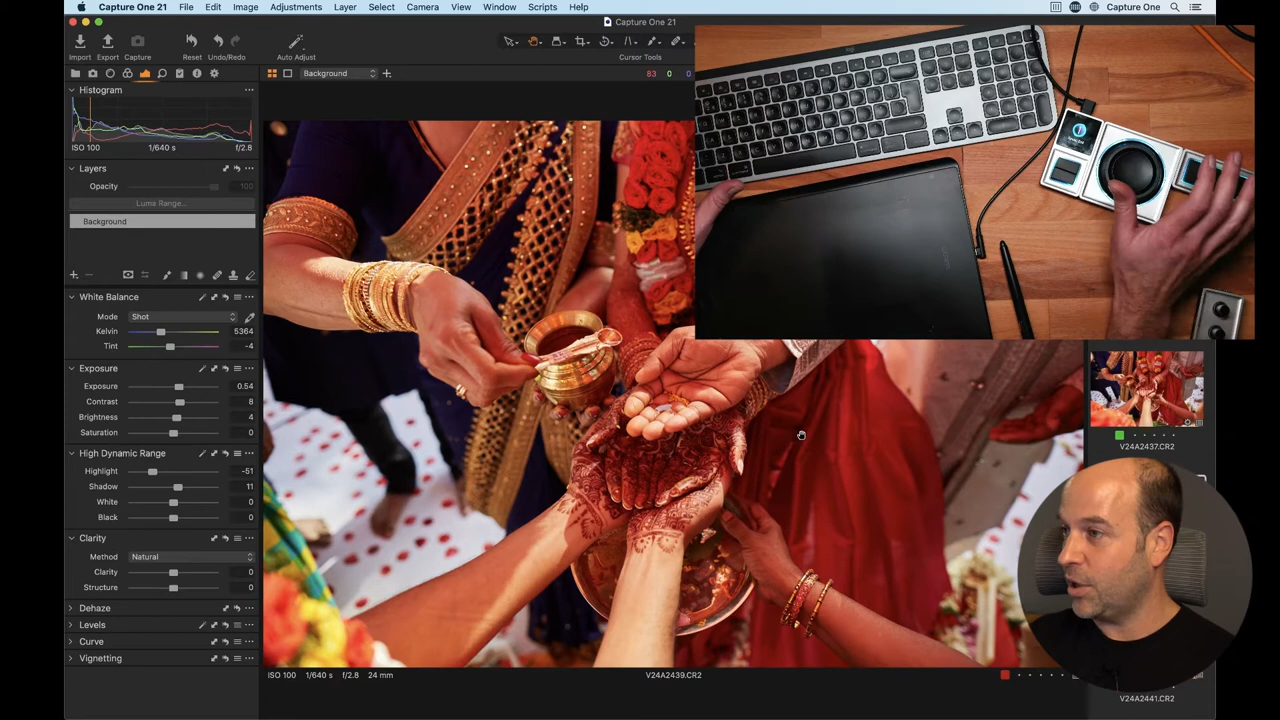 Capture One 21 File Edit Image Adjustments Layer Select Camera View Window Scripts Help Capture One
Capture One 21
Import Export Capture Reset Undo/Redo Auto Adjust Cursor Tools
Background 83 0 0
Histogram
ISO 100 1/640 s f/2.8
Layers
Opacity 100
Luma Range...
Background
White Balance
Mode Shot
Kelvin 5364
Tint -4
Exposure
Exposure 0.54
Contrast 8
Brightness 4
Saturation 0
High Dynamic Range
Highlight -51
Shadow 11
White 0
Black 0
Clarity
Method Natural
Clarity 0
Structure 0
Dehaze
Levels
Curve
Vignetting
ISO 100 1/640 s f/2.8 24 mm V24A2439.CR2
V24A2437.CR2
V24A2441.CR2